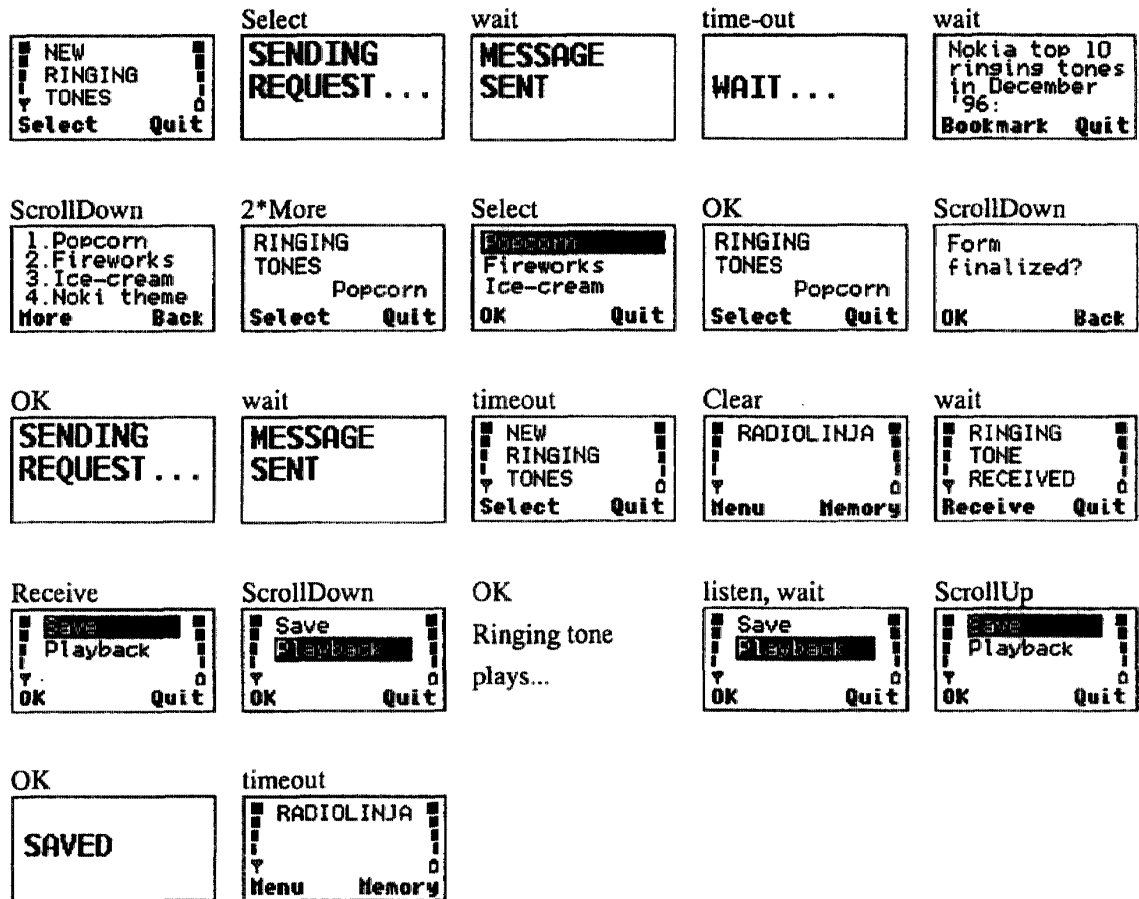 NEW
RINGING
TONES
Select Quit
Select
SENDING
REQUEST...
wait
MESSAGE
SENT
time-out
WAIT...
wait
Nokia top 10
ringing tones
in December
'96:
Bookmark Quit
ScrollDown
1.Popcorn
2.Fireworks
3.Ice-cream
4.Noki theme
More Back
2*More
RINGING
TONES
Popcorn
Select Quit
Select
Popcorn
Fireworks
Ice-cream
OK Quit
OK
RINGING
TONES
Popcorn
Select Quit
ScrollDown
Form
finalized?
OK Back
OK
SENDING
REQUEST...
wait
MESSAGE
SENT
timeout
NEW
RINGING
TONES
Select Quit
Clear
RADIOLINJA
Menu Memory
wait
RINGING
TONE
RECEIVED
Receive Quit
Receive
Save
Playback
OK Quit
ScrollDown
Save
Playback
OK Quit
OK
Ringing tone
plays...
listen, wait
Save
Playback
OK Quit
ScrollUp
Save
Playback
OK Quit
OK
SAVED
timeout
RADIOLINJA
Menu Memory